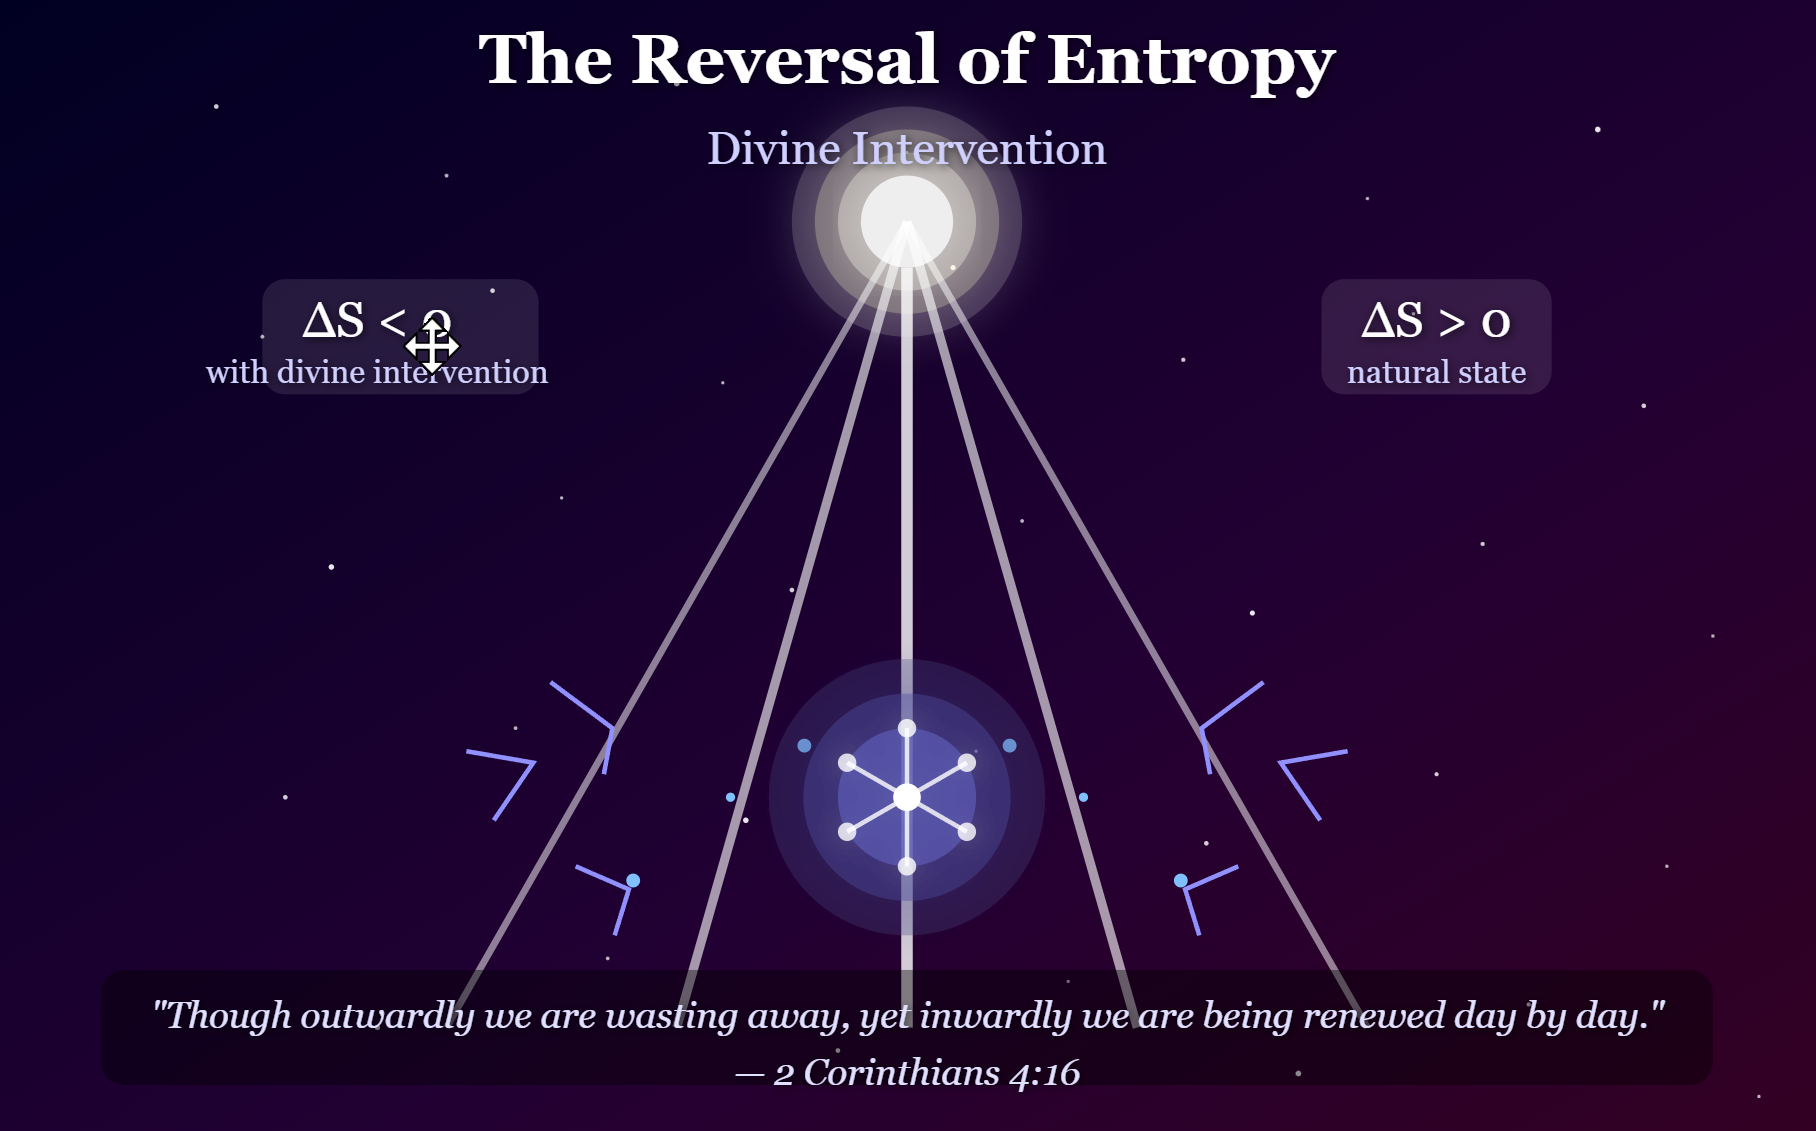 The Reversal of Entropy
Divine Intervention
ΔS < 0
with divine intervention
ΔS > 0
natural state
"Though outwardly we are wasting away, yet inwardly we are being renewed day by day."
— 2 Corinthians 4:16